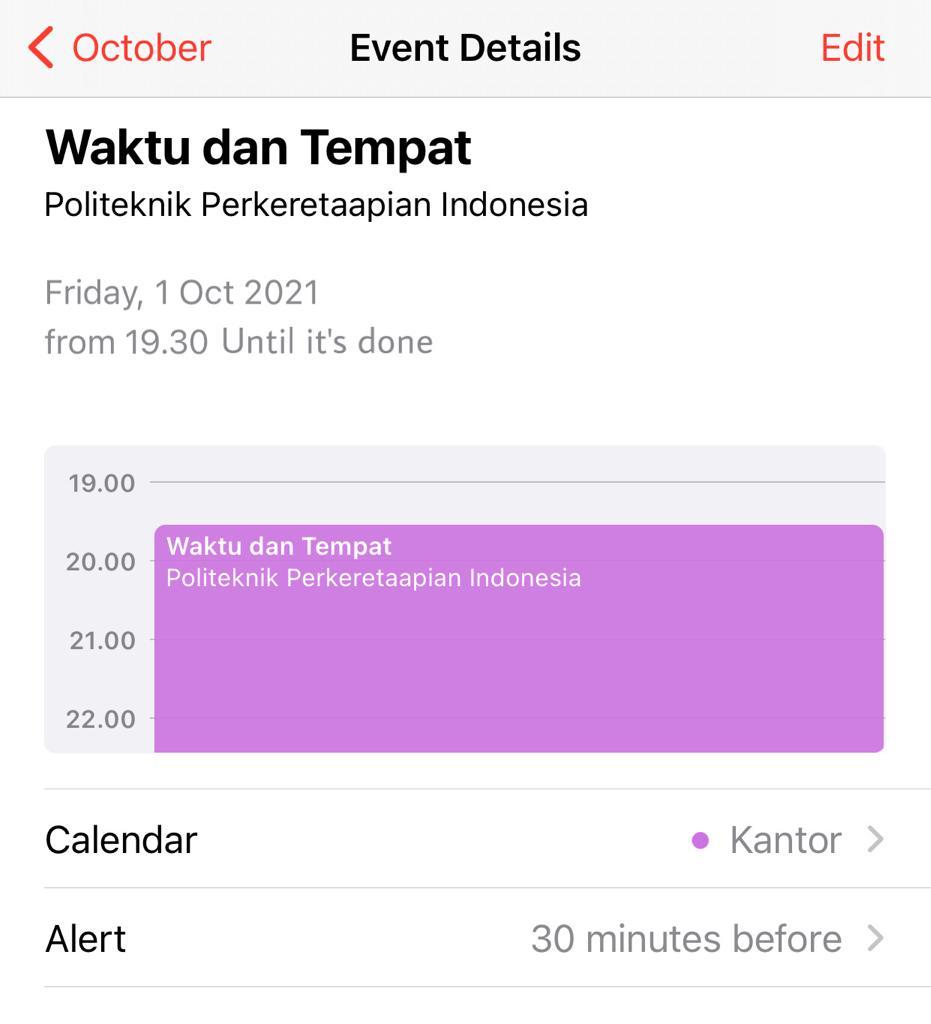 October
Event Details
Edit
Waktu dan Tempat
Politeknik Perkeretaapian Indonesia
Friday, 1 Oct 2021
from 19.30 Until it's done
19.00
Waktu dan Tempat
20.00
Politeknik Perkeretaapian Indonesia
21.00
22.00
Calendar
Kantor
Alert
30 minutes before